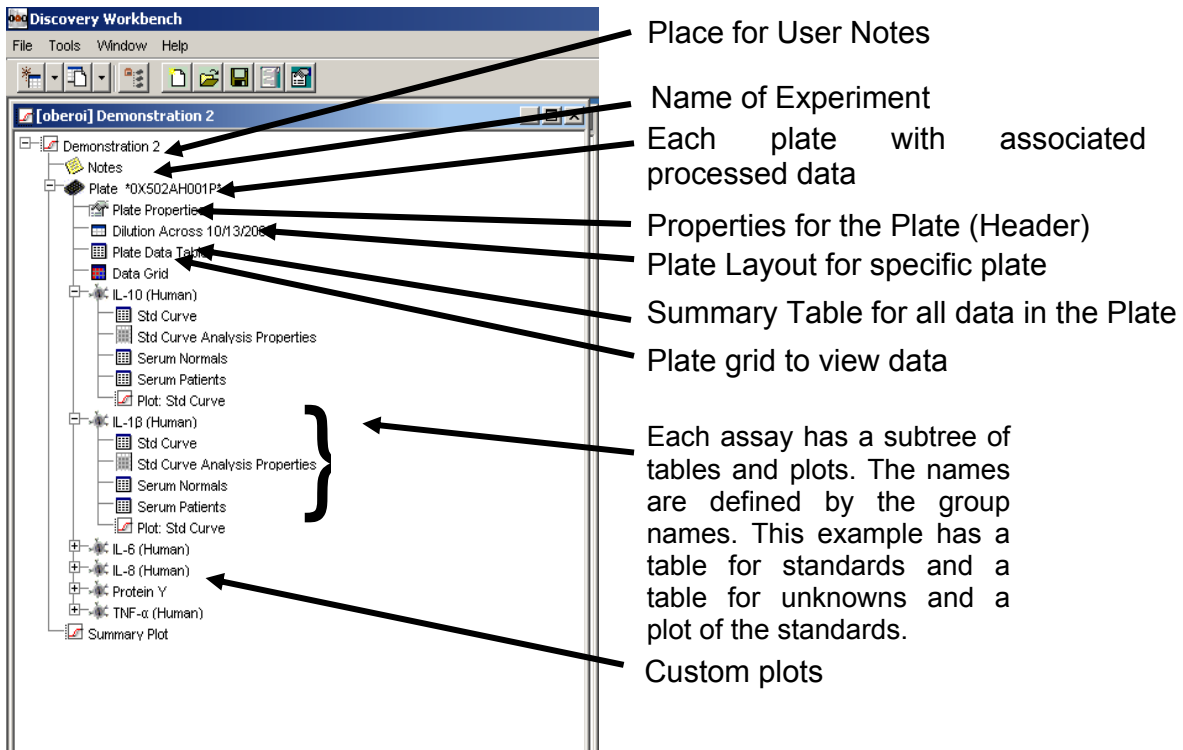 Discovery Workbench
File Tools Window Help
[oberoi] Demonstration 2
Demonstration 2
Notes
Plate *0X502AH001P*
Plate Properties
Dilution Across 10/13/200
Plate Data Table
Data Grid
IL-10 (Human)
Std Curve
Std Curve Analysis Properties
Serum Normals
Serum Patients
Plot: Std Curve
IL-1β (Human)
Std Curve
Std Curve Analysis Properties
Serum Normals
Serum Patients
Plot: Std Curve
IL-6 (Human)
IL-8 (Human)
Protein Y
TNF-α (Human)
Summary Plot
}
Place for User Notes
Name of Experiment
Each plate with associated
processed data
Properties for the Plate (Header)
Plate Layout for specific plate
Summary Table for all data in the Plate
Plate grid to view data
Each assay has a subtree of
tables and plots. The names
are defined by the group
names. This example has a
table for standards and a
table for unknowns and a
plot of the standards.
Custom plots